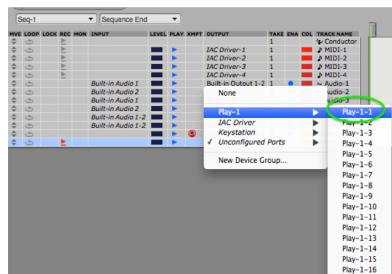 Seq-1 Sequence End
MVE LOOP LOCK REC MON INPUT LEVEL PLAY XMPT OUTPUT TAKE ENA COL TRACK NAME
1 Conductor
IAC Driver-1 1 MIDI-1
IAC Driver-2 1 MIDI-2
IAC Driver-3 1 MIDI-3
IAC Driver-4 1 MIDI-4
Built-in Audio 1 Built-in Output 1-2 1 Audio-1
Built-in Audio 2
Built-in Audio 1
Built-in Audio 2
Built-in Audio 1-2
Built-in Audio 1-2
None
Play-1
IAC Driver
Keystation
✓ Unconfigured Ports
New Device Group...
Play-1-1
Play-1-2
Play-1-3
Play-1-4
Play-1-5
Play-1-6
Play-1-7
Play-1-8
Play-1-9
Play-1-10
Play-1-11
Play-1-12
Play-1-13
Play-1-14
Play-1-15
Play-1-16